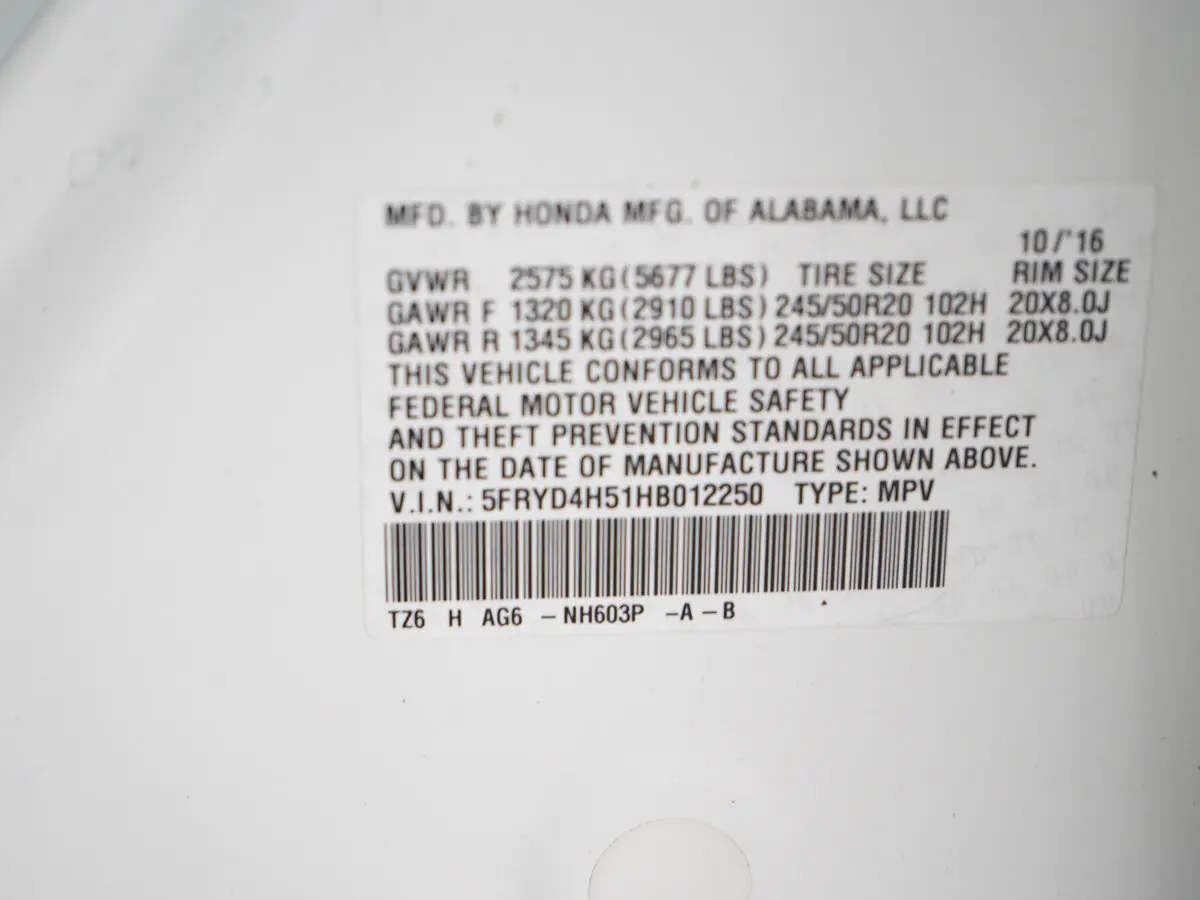 MFD. BY HONDA MFG. OF ALABAMA, LLC
10/'16
GVWR 2575 KG(5677 LBS) TIRE SIZE RIM SIZE
GAWR F 1320 KG(2910 LBS) 245/50R20 102H 20X8.0J
GAWR R 1345 KG(2965 LBS) 245/50R20 102H 20X8.0J
THIS VEHICLE CONFORMS TO ALL APPLICABLE
FEDERAL MOTOR VEHICLE SAFETY
AND THEFT PREVENTION STANDARDS IN EFFECT
ON THE DATE OF MANUFACTURE SHOWN ABOVE.
V.I.N.: 5FRYD4H51HB012250 TYPE: MPV
TZ6 H AG6 – NH603P –A – B